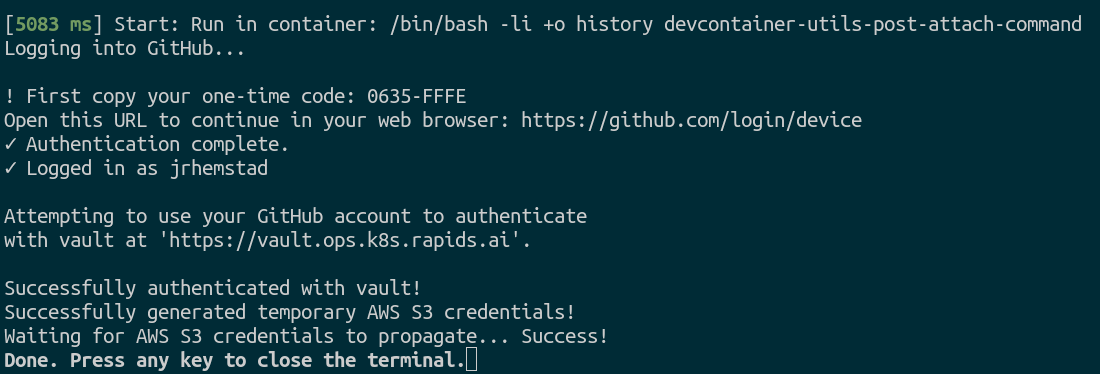 [5083 ms] Start: Run in container: /bin/bash -li +o history devcontainer-utils-post-attach-command
Logging into GitHub...
! First copy your one-time code: 0635-FFFE
Open this URL to continue in your web browser: https://github.com/login/device
✓ Authentication complete.
✓ Logged in as jrhemstad
Attempting to use your GitHub account to authenticate
with vault at 'https://vault.ops.k8s.rapids.ai'.
Successfully authenticated with vault!
Successfully generated temporary AWS S3 credentials!
Waiting for AWS S3 credentials to propagate... Success!
Done. Press any key to close the terminal.